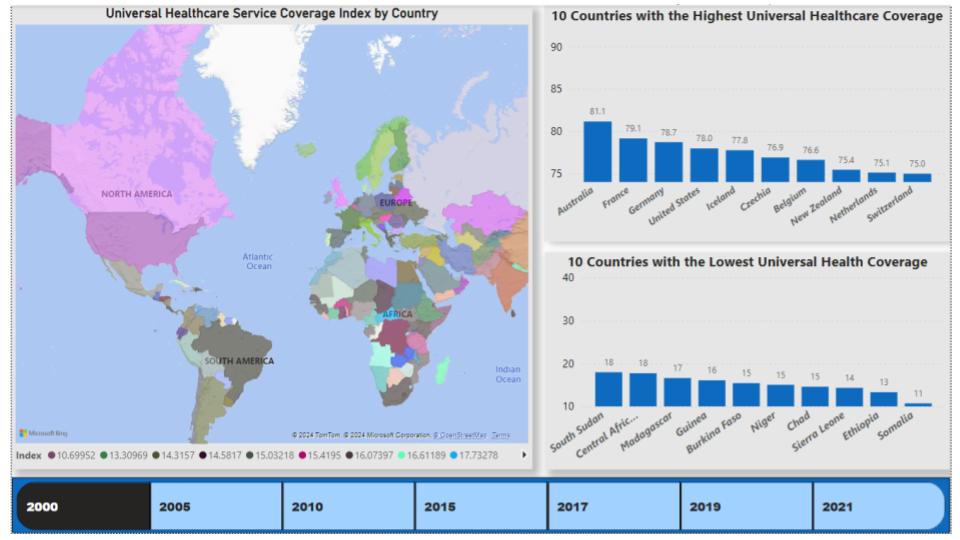 Universal Healthcare Service Coverage Index by Country
NORTH AMERICA
EUROPE
Atlantic
Ocean
AFRICA
SOUTH AMERICA
Indian
Ocean
Microsoft Bing
© 2024 TomTom, © 2024 Microsoft Corporation, © OpenStreetMap Terms
Index 10.69952 13.30969 14.3157 14.5817 15.03218 15.4195 16.07397 16.61189 17.73278
10 Countries with the Highest Universal Healthcare Coverage
90
85
80
75
81.1
79.1
78.7
78.0
77.8
76.9
76.6
75.4
75.1
75.0
Australia
France
Germany
United States
Iceland
Czechia
Belgium
New Zealand
Netherlands
Switzerland
10 Countries with the Lowest Universal Health Coverage
40
30
20
10
18
18
17
16
15
15
15
14
13
11
South Sudan
Central Afric...
Madagascar
Guinea
Burkina Faso
Niger
Chad
Sierra Leone
Ethiopia
Somalia
2000
2005
2010
2015
2017
2019
2021